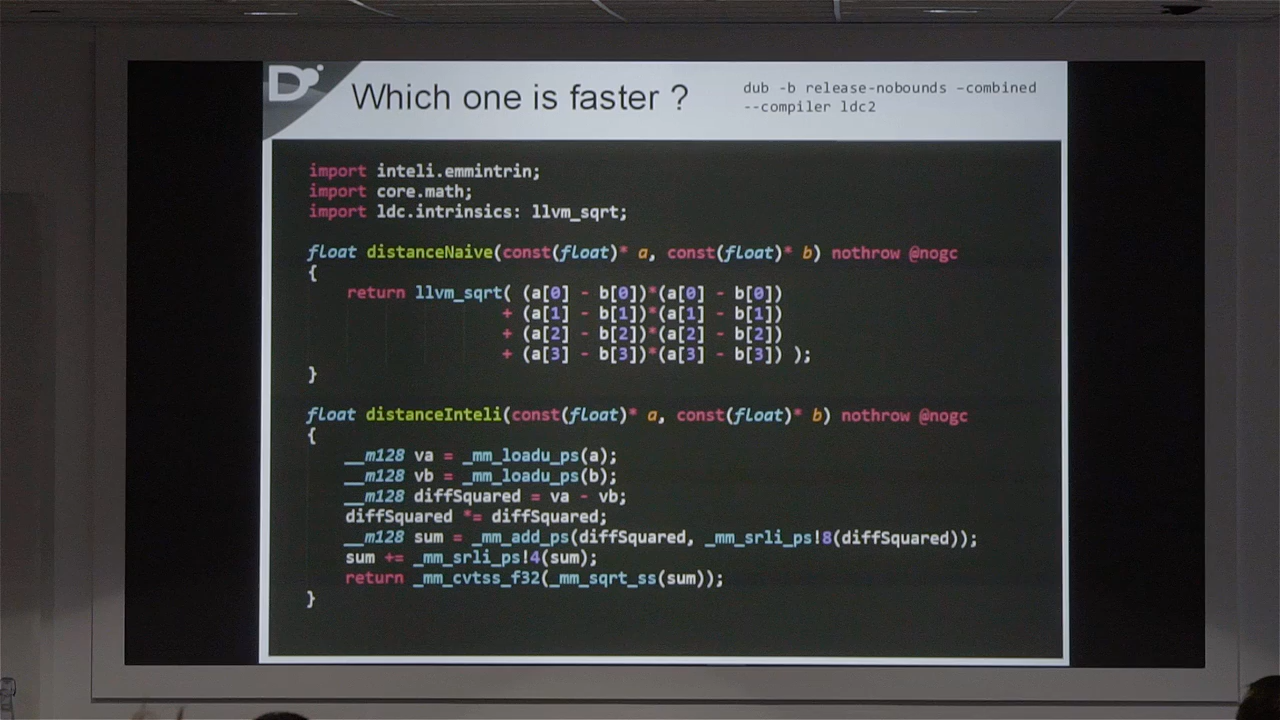 D
Which one is faster ?
dub -b release-nobounds –combined
--compiler ldc2
import inteli.emmintrin;
import core.math;
import ldc.intrinsics: llvm_sqrt;
float distanceNaive(const(float)* a, const(float)* b) nothrow @nogc
{
return llvm_sqrt( (a[0] - b[0])*(a[0] - b[0])
+ (a[1] - b[1])*(a[1] - b[1])
+ (a[2] - b[2])*(a[2] - b[2])
+ (a[3] - b[3])*(a[3] - b[3]) );
}
float distanceInteli(const(float)* a, const(float)* b) nothrow @nogc
{
__m128 va = _mm_loadu_ps(a);
__m128 vb = _mm_loadu_ps(b);
__m128 diffSquared = va - vb;
diffSquared *= diffSquared;
__m128 sum = _mm_add_ps(diffSquared, _mm_srli_ps!8(diffSquared));
sum += _mm_srli_ps!4(sum);
return _mm_cvtss_f32(_mm_sqrt_ss(sum));
}